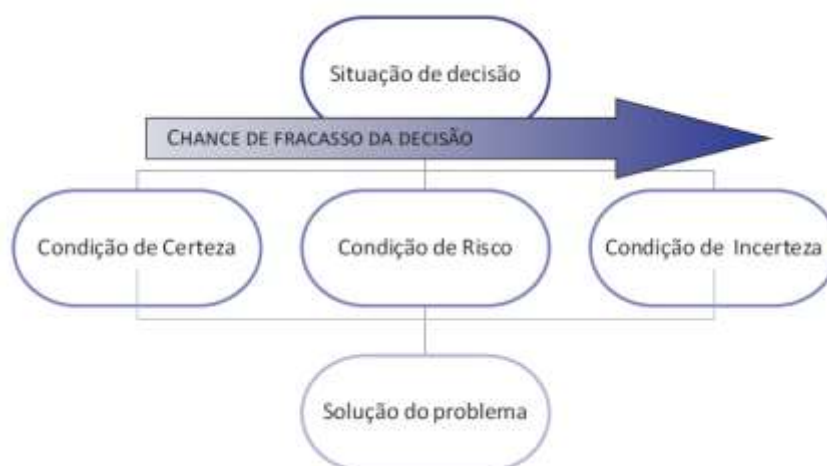 Situação de decisão
CHANCE DE FRACASSO DA DECISÃO
Condição de Certeza
Condição de Risco
Condição de Incerteza
Solução do problema